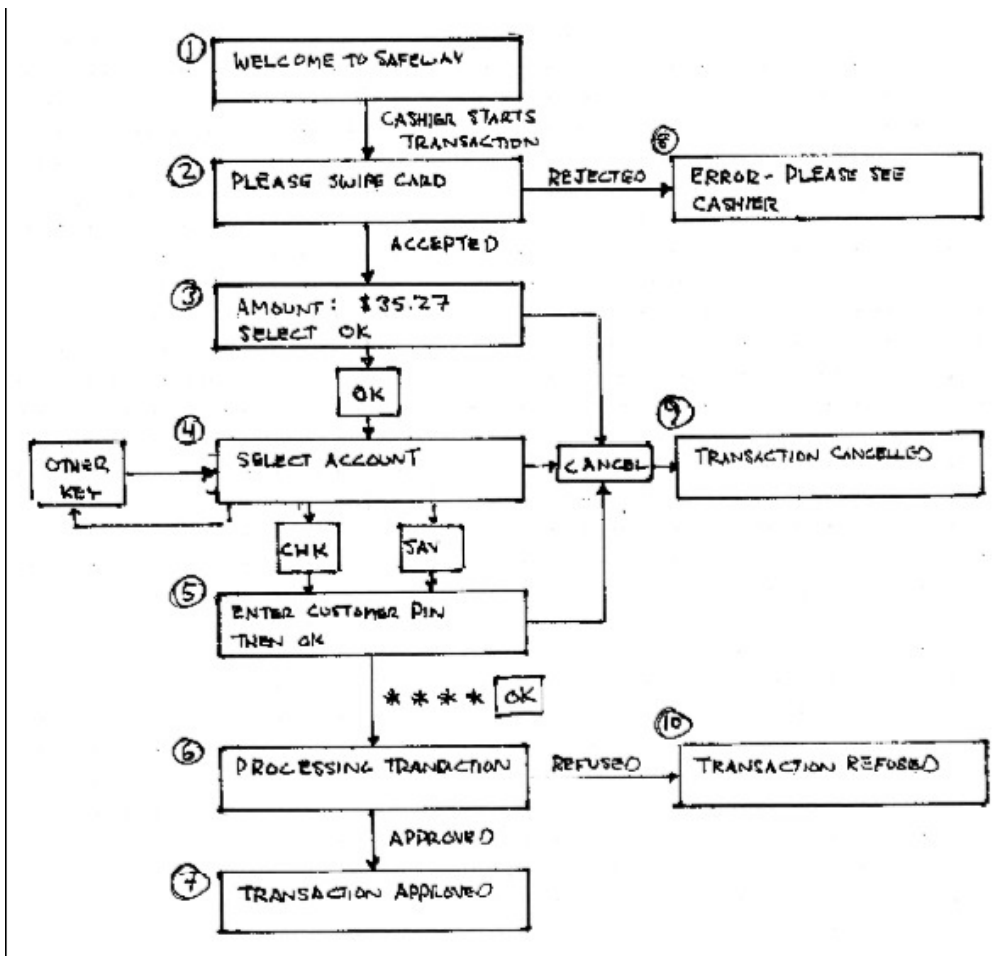 1
WELCOME TO SAFEWAY
CASHIER STARTS
TRANSACTION
2
PLEASE SWIPE CARD
REJECTED
8
ERROR - PLEASE SEE
CASHIER
ACCEPTED
3
AMOUNT: $35.27
SELECT OK
OK
4
SELECT ACCOUNT
OTHER
KEY
CANCEL
9
TRANSACTION CANCELLED
CHK
SAV
5
ENTER CUSTOMER PIN
THEN OK
* * * * OK
6
PROCESSING TRANDACTION
REFUSED
10
TRANSACTION REFUSED
APPROVED
7
TRANSACTION APPROVED